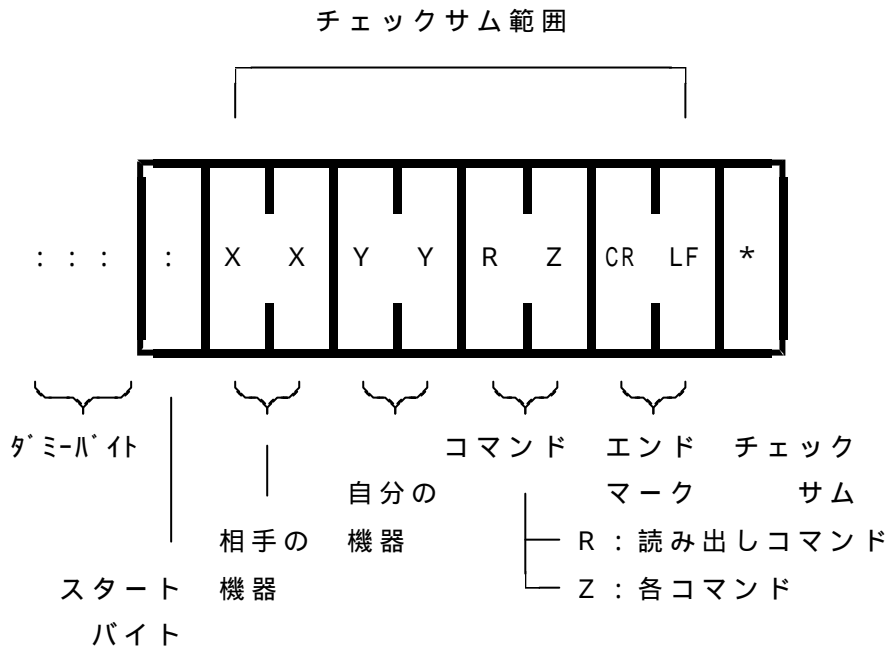 チェックサム範囲
: : : : X X Y Y R Z CR LF *
ﾀﾞﾐｰﾊﾞｲﾄ
コマンド
エンド
マーク
チェック
サム
自分の
機器
相手の
機器
R : 読み出しコマンド
Z : 各コマンド
スタート
バイト